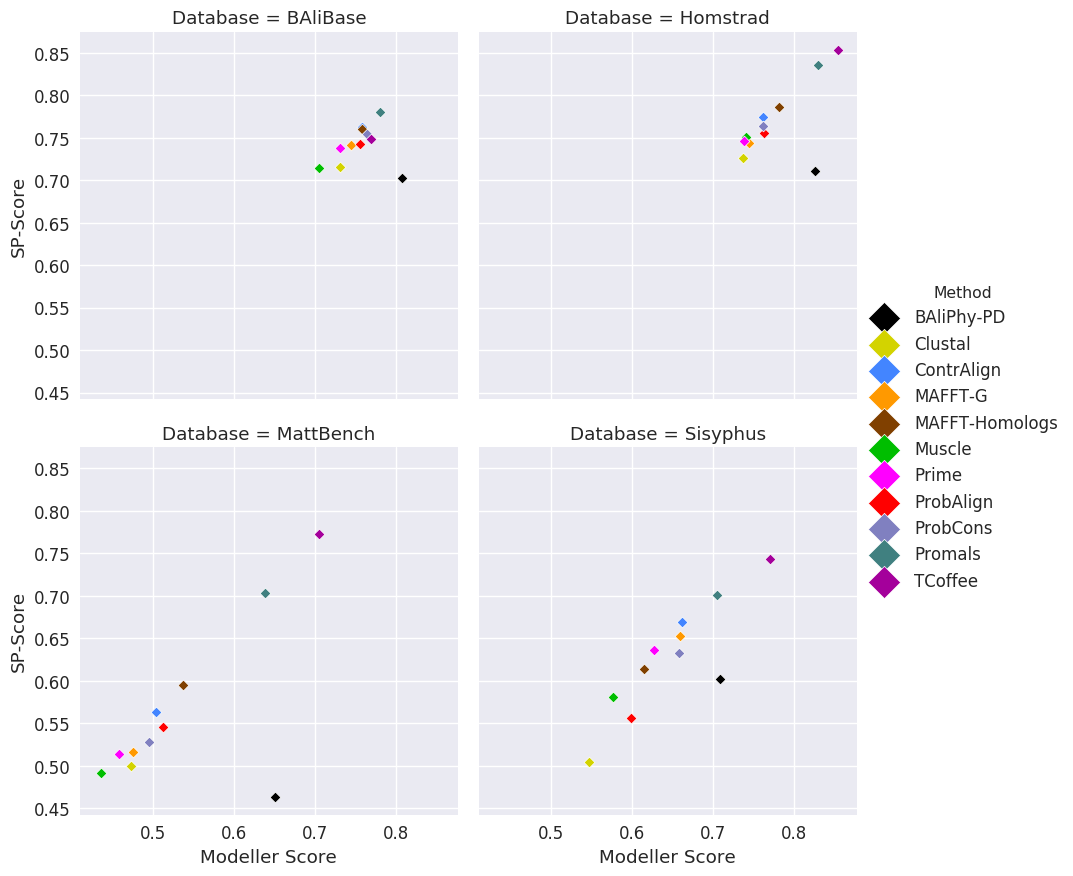 Database = BAliBase
Database = Homstrad
SP-Score
0.85
0.80
0.75
0.70
0.65
0.60
0.55
0.50
0.45
Method
BAliPhy-PD
Clustal
ContrAlign
MAFFT-G
MAFFT-Homologs
Muscle
Prime
ProbAlign
ProbCons
Promals
TCoffee
Database = MattBench
Database = Sisyphus
SP-Score
0.85
0.80
0.75
0.70
0.65
0.60
0.55
0.50
0.45
0.5 0.6 0.7 0.8
0.5 0.6 0.7 0.8
Modeller Score
Modeller Score